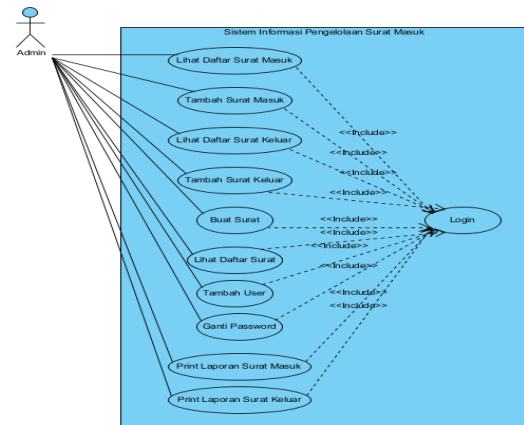 Sistem Informasi Pengelolaan Surat Masuk
Admin
Lihat Daftar Surat Masuk
Tambah Surat Masuk
<<Include>>
Lihat Daftar Surat Keluar
<<Include>>
<<Include>>
Tambah Surat Keluar
<<Include>>
Buat Surat
<<Include>>
Login
<<Include>>
<<Include>>
Lihat Daftar Surat
<<Include>>
Tambah User
<<Include>>
<<Include>>
Ganti Password
Print Laporan Surat Masuk
Print Laporan Surat Keluar